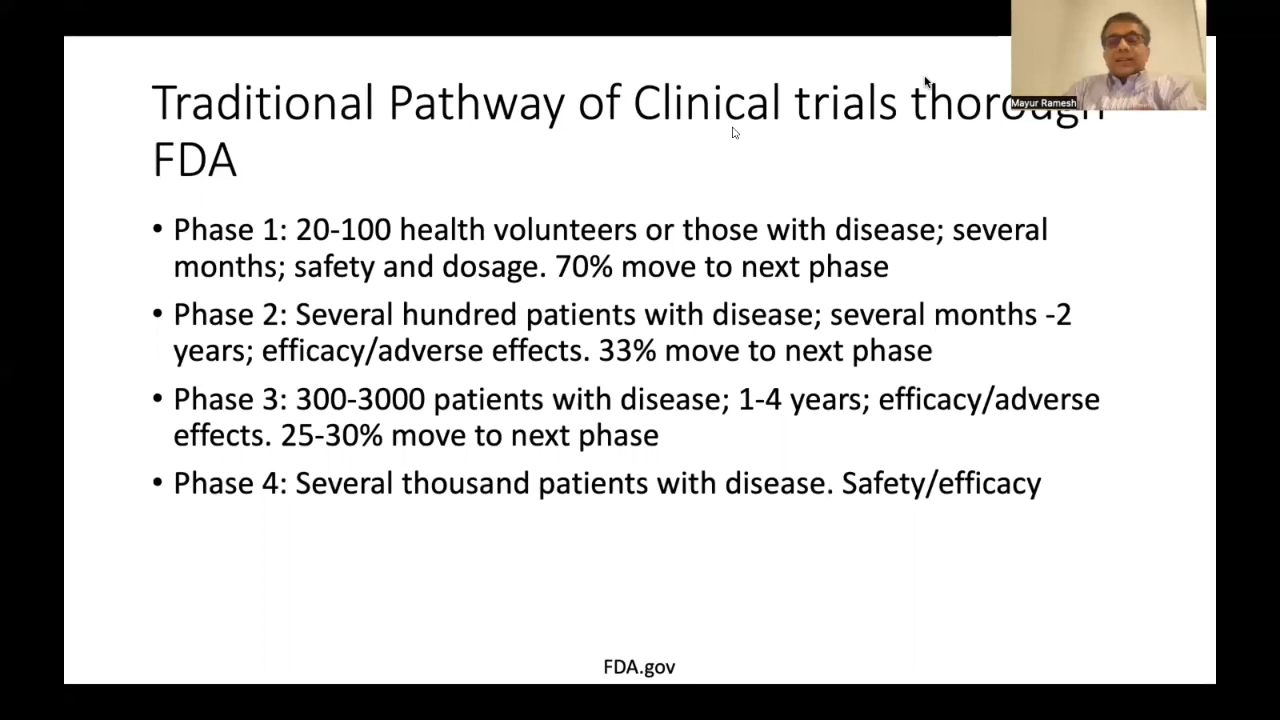 Traditional Pathway of Clinical trials thorough
FDA
Mayur Ramesh
• Phase 1: 20-100 health volunteers or those with disease; several
months; safety and dosage. 70% move to next phase
• Phase 2: Several hundred patients with disease; several months -2
years; efficacy/adverse effects. 33% move to next phase
• Phase 3: 300-3000 patients with disease; 1-4 years; efficacy/adverse
effects. 25-30% move to next phase
• Phase 4: Several thousand patients with disease. Safety/efficacy
FDA.gov